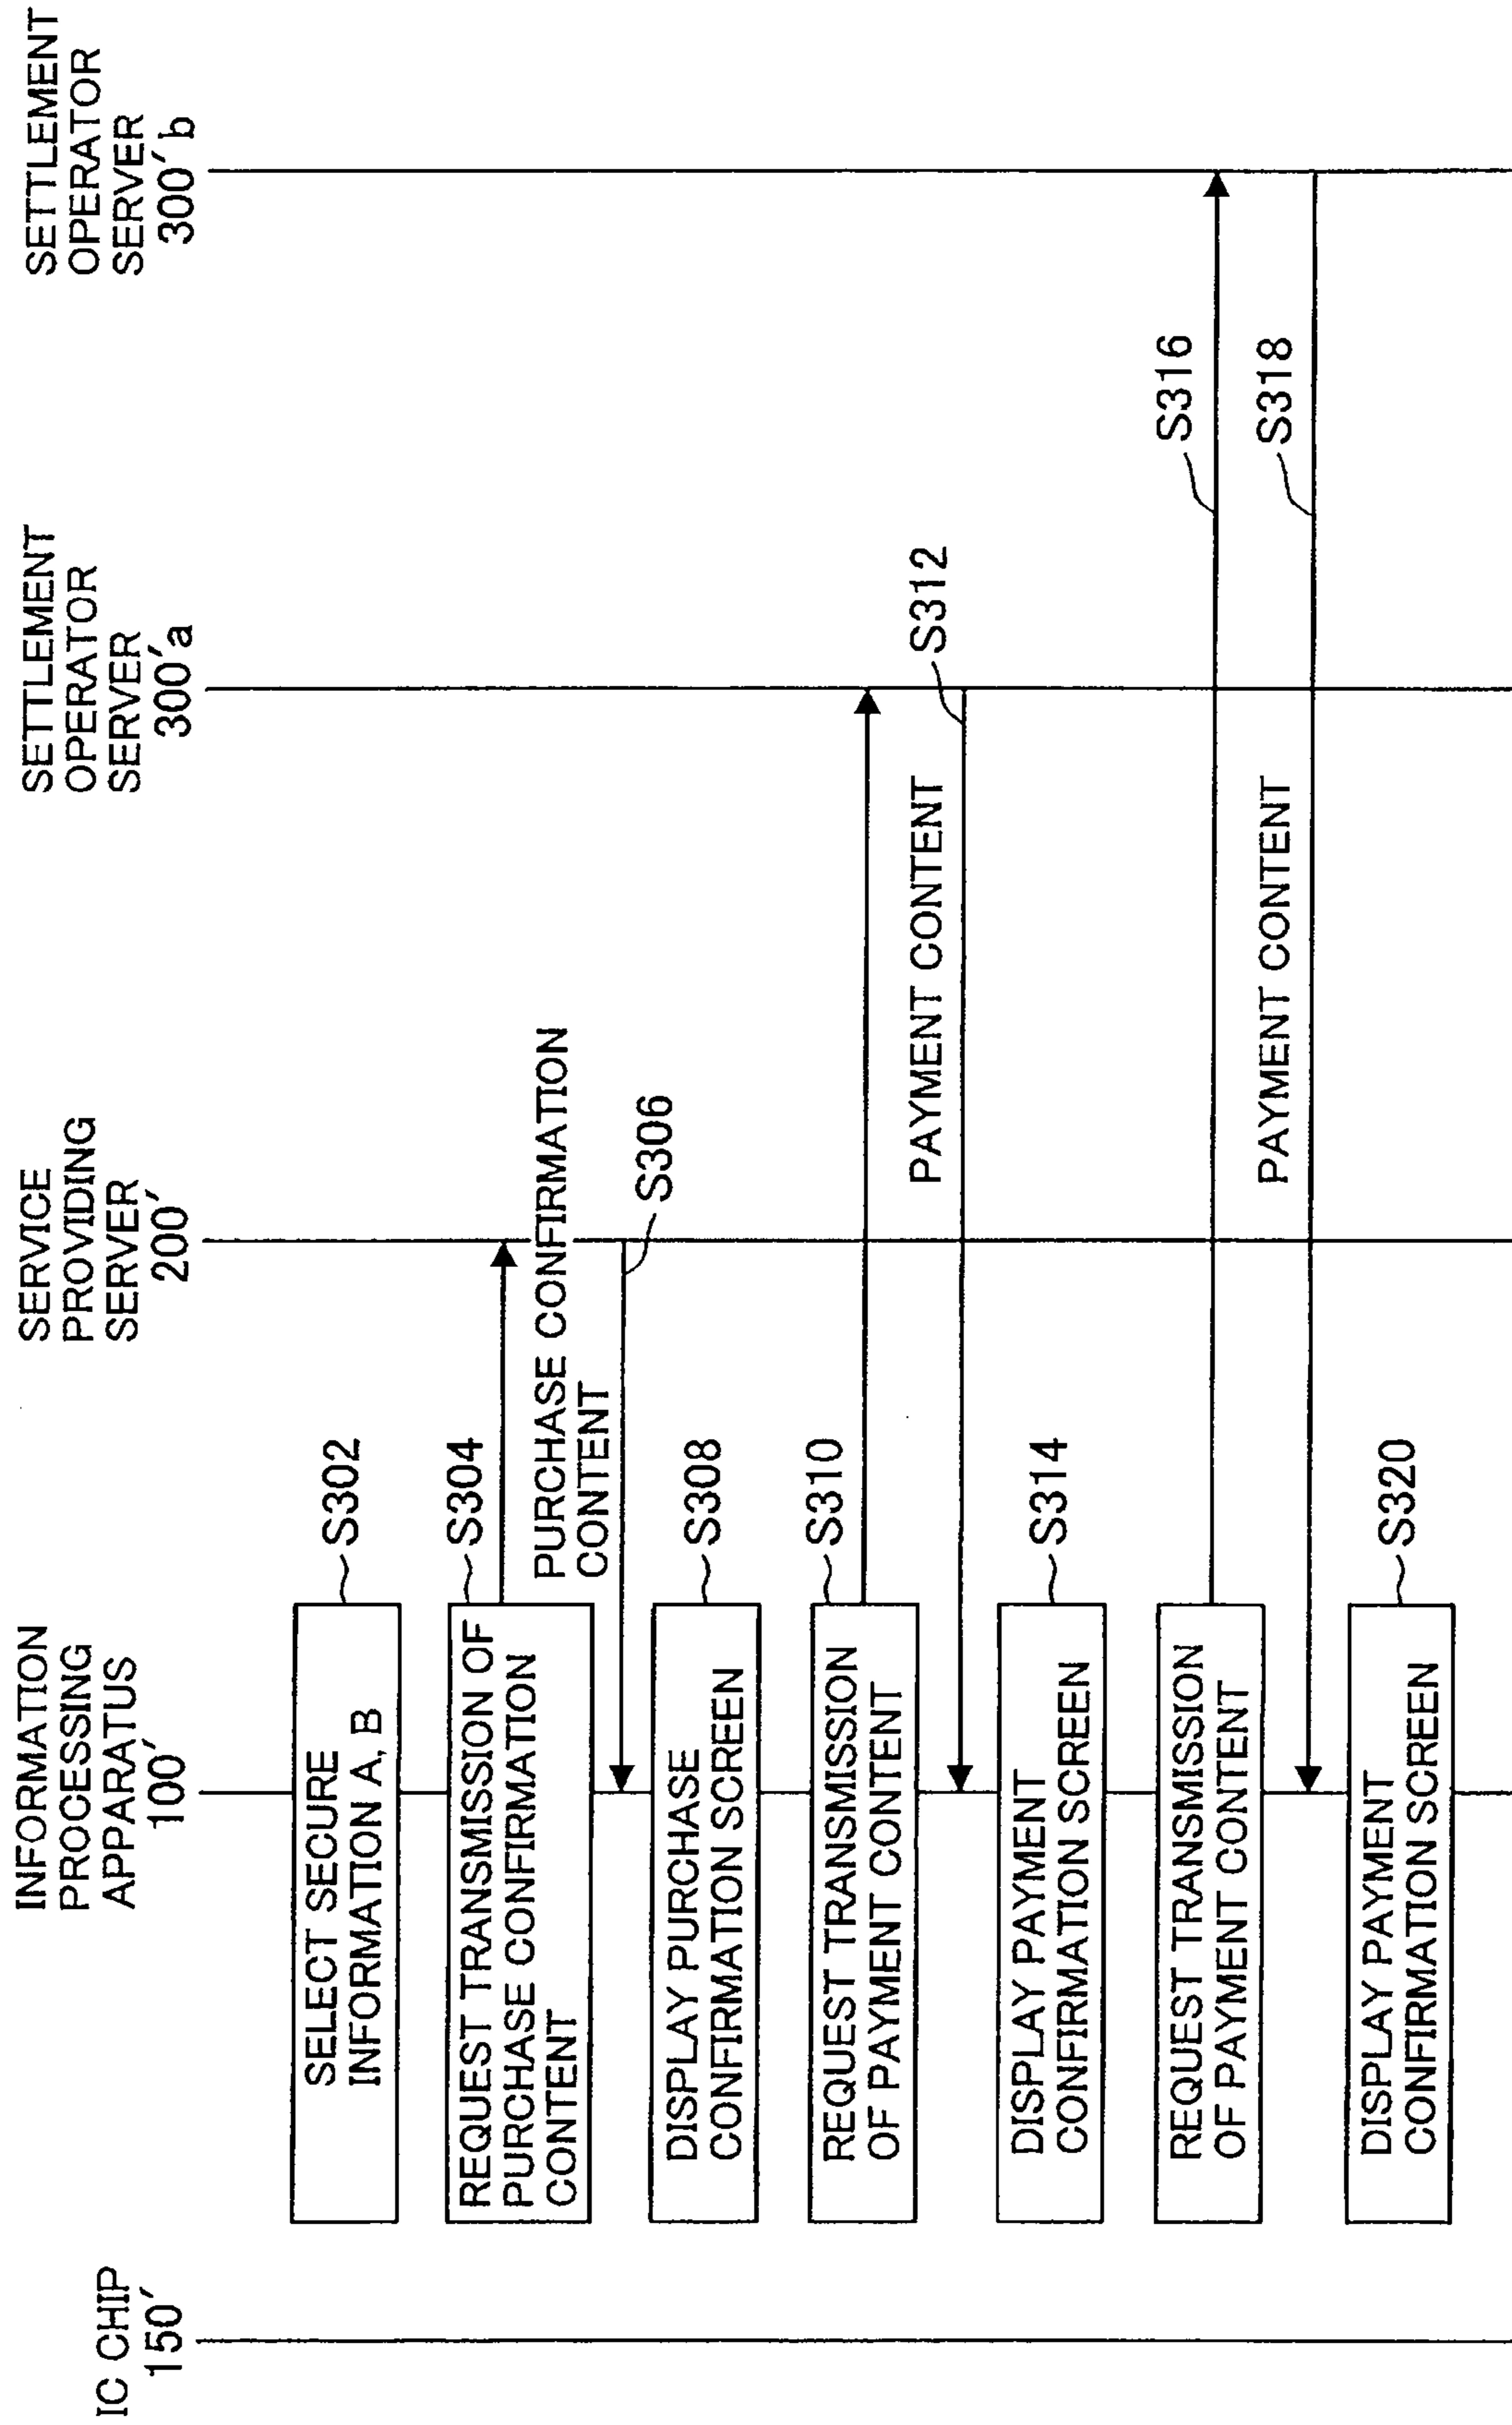 IC CHIP
150′
INFORMATION
PROCESSING
APPARATUS
100′
SERVICE
PROVIDING
SERVER
200′
SETTLEMENT
OPERATOR
SERVER
300′a
SETTLEMENT
OPERATOR
SERVER
300′b
SELECT SECURE
INFORMATION A, B
S302
REQUEST TRANSMISSION OF
PURCHASE CONFIRMATION
CONTENT
S304
PURCHASE CONFIRMATION
CONTENT
S306
DISPLAY PURCHASE
CONFIRMATION SCREEN
S308
REQUEST TRANSMISSION
OF PAYMENT CONTENT
S310
PAYMENT CONTENT
S312
DISPLAY PAYMENT
CONFIRMATION SCREEN
S314
REQUEST TRANSMISSION
OF PAYMENT CONTENT
S316
PAYMENT CONTENT
S318
DISPLAY PAYMENT
CONFIRMATION SCREEN
S320